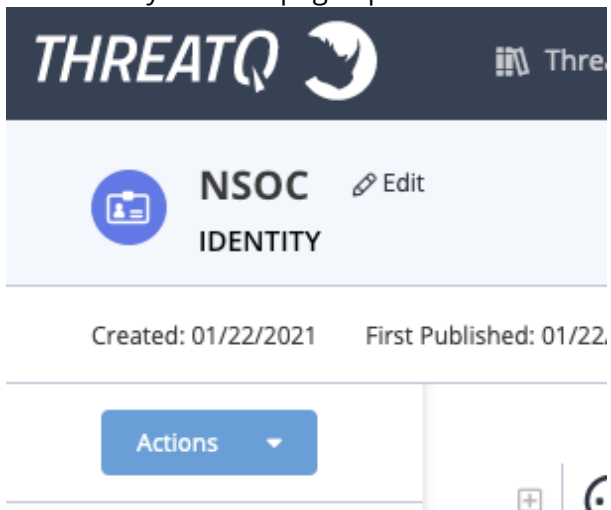 THREATQ
NSOC Edit
IDENTITY
Created: 01/22/2021 First Published: 01/22
Actions